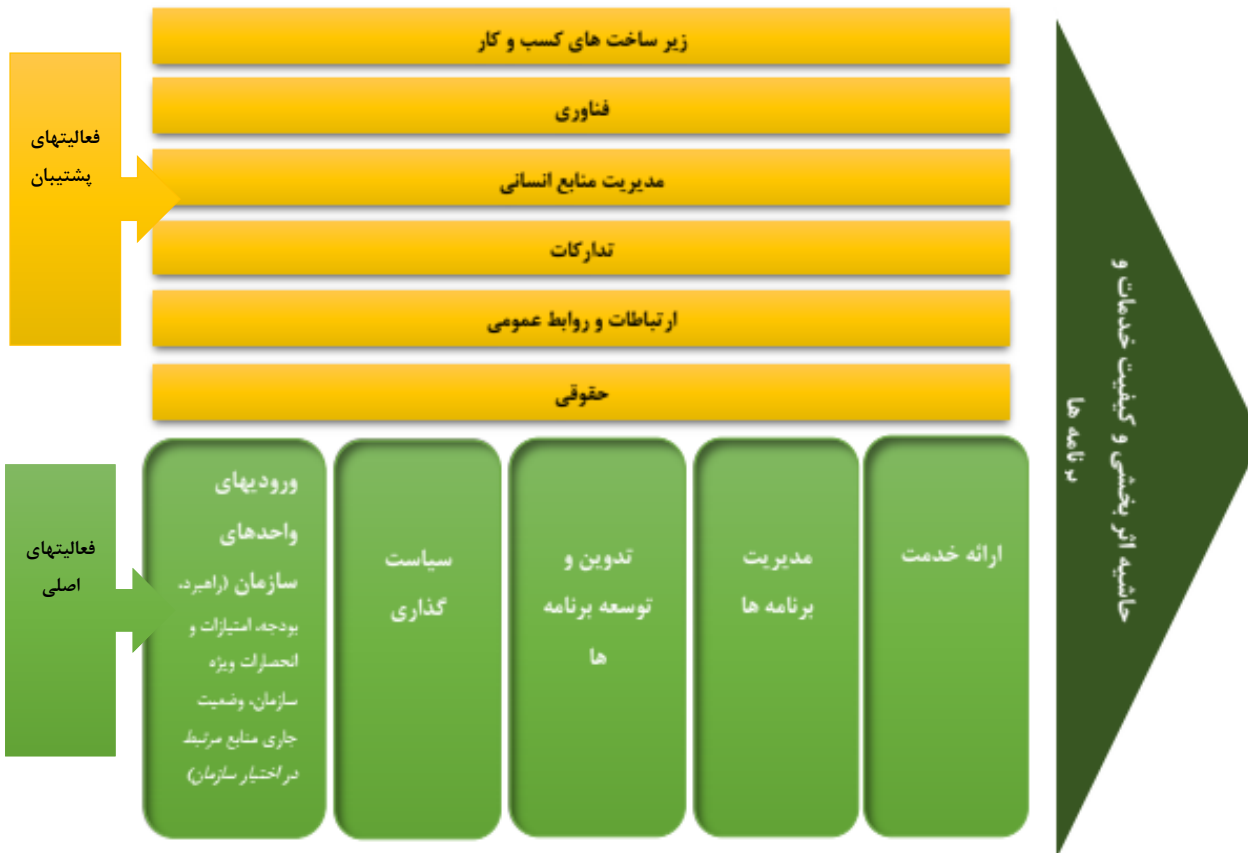 زیر ساخت های کسب و کار
فناوری
فعالیتهای
پشتیبان
مدیریت منابع انسانی
تدارکات
ارتباطات و روابط عمومی
حقوقی
حاشیه اثر بخشی و کیفیت خدمات و
برنامه ها
فعالیتهای
اصلی
ورودیهای
واحدهای
سازمان (راهبرد،
بودجه، امتیازات و
انحصارات ویژه
سازمان، وضعیت
جاری منابع مرتبط
در اختیار سازمان)
سیاست
گذاری
تدوین و
توسعه برنامه
ها
مدیریت
برنامه ها
ارائه خدمت